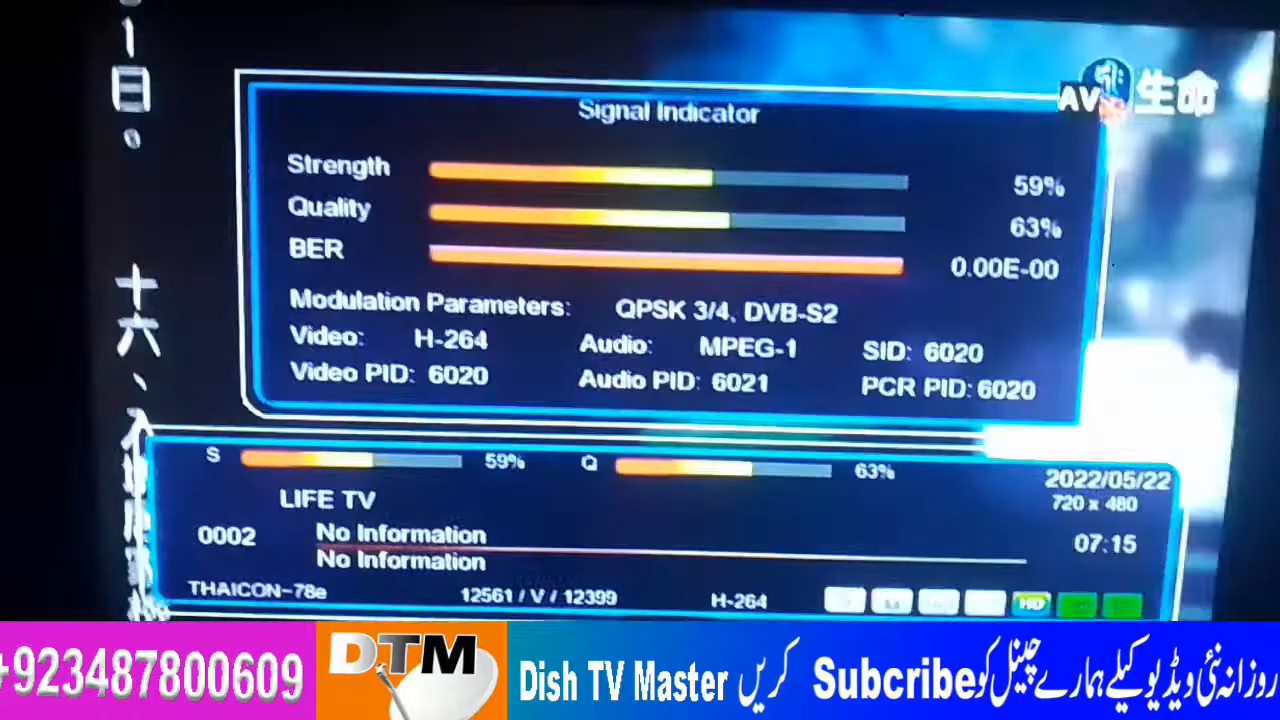 1目。
十六、入
AV 生命
Signal Indicator
Strength 59%
Quality 63%
BER 0.00E-00
Modulation Parameters: QPSK 3/4, DVB-S2
Video: H-264 Audio: MPEG-1 SID: 6020
Video PID: 6020 Audio PID: 6021 PCR PID: 6020
S 59% Q 63% 2022/05/22
LIFE TV 720 x 480
0002 No Information 07:15
No Information
THAICON-78e 12561 / V / 12399 H-264 HD
+923487800609 DTM Dish TV Master روزانہ نئی ویڈیو کیلے ہمارے چینل کو Subcribe کریں